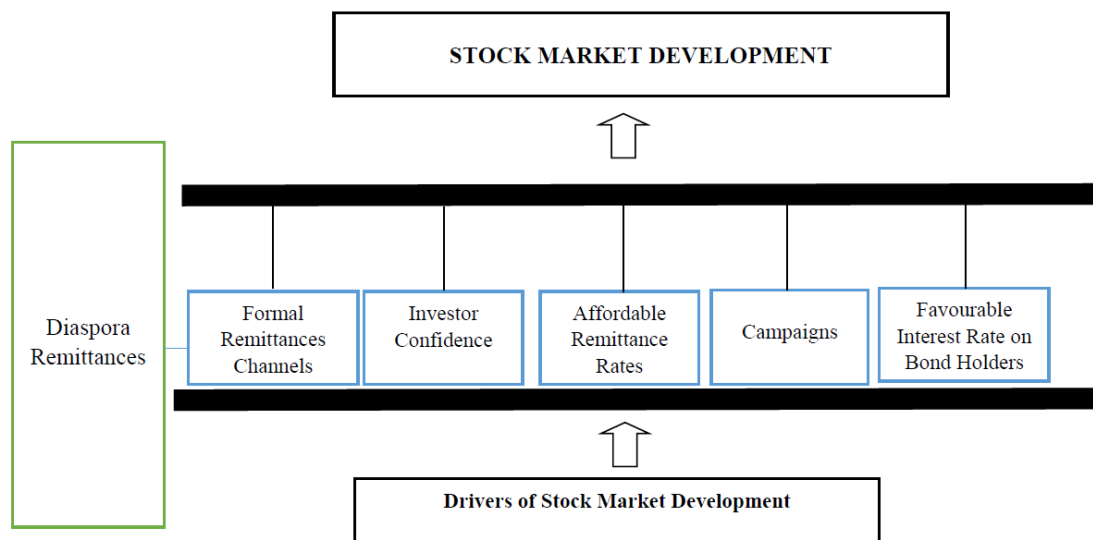 STOCK MARKET DEVELOPMENT
Diaspora
Remittances
Formal
Remittances
Channels
Investor
Confidence
Affordable
Remittance
Rates
Campaigns
Favourable
Interest Rate on
Bond Holders
Drivers of Stock Market Development